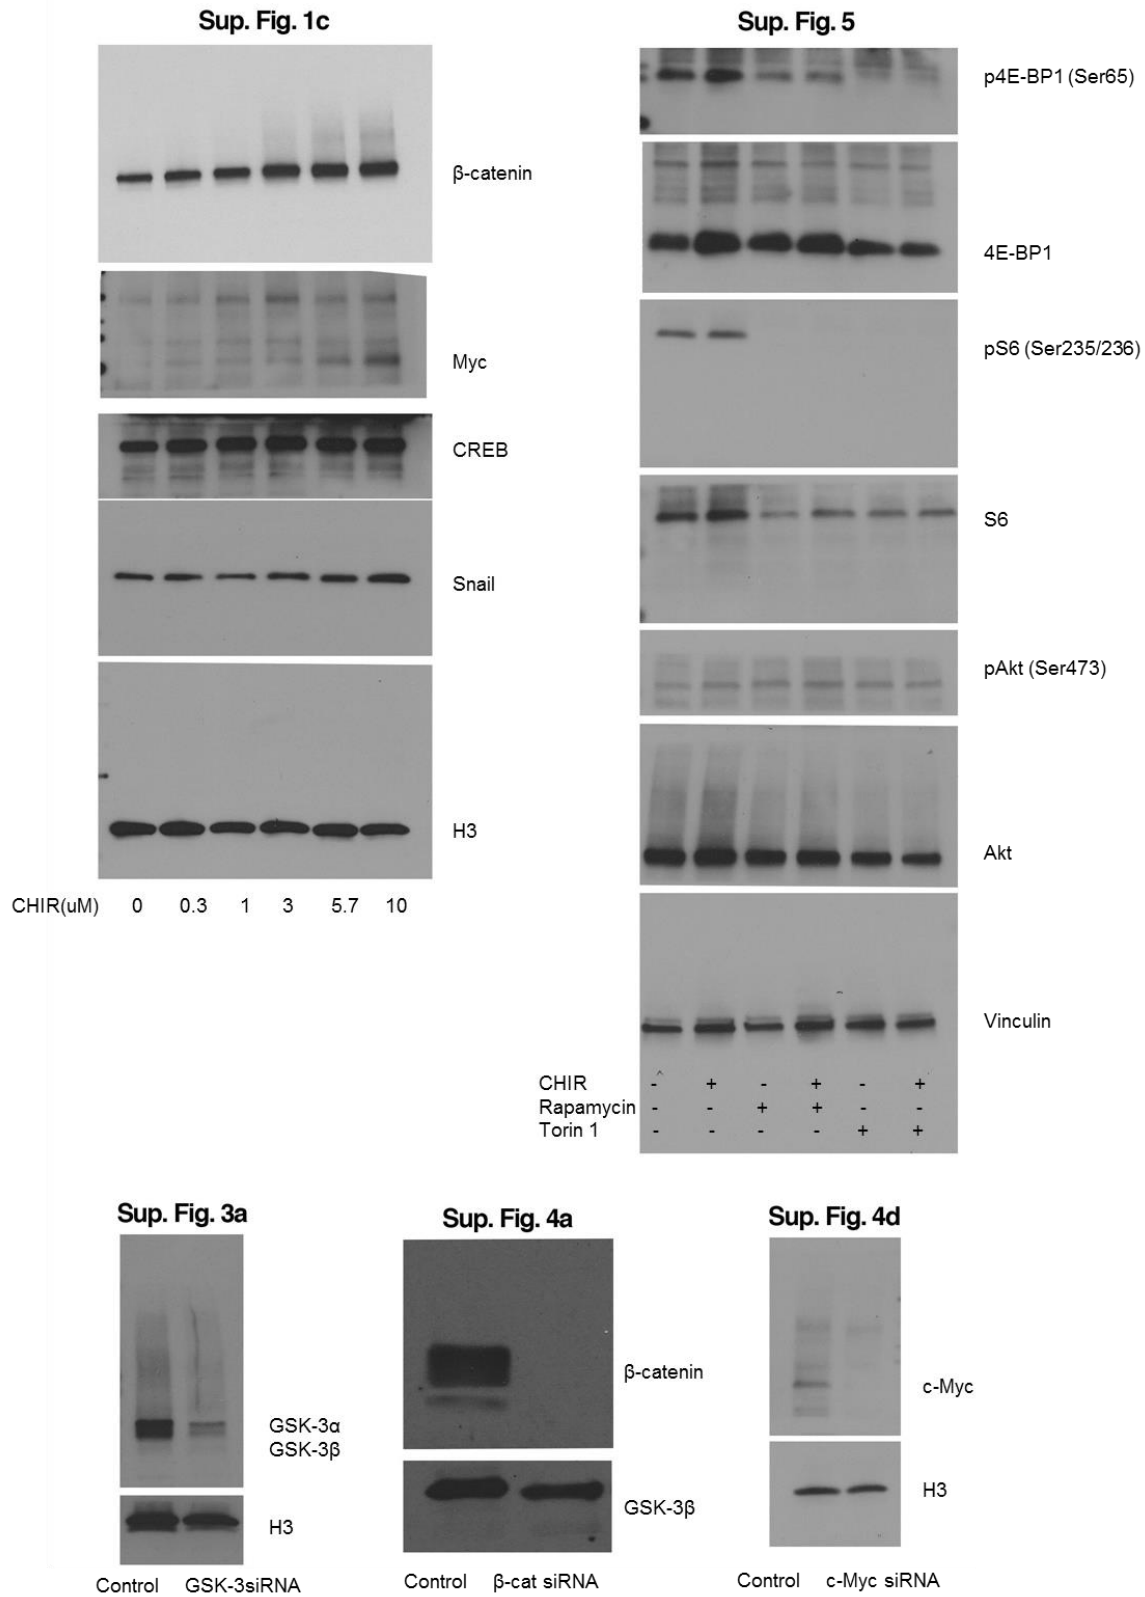 Sup. Fig. 1c
β-catenin
Myc
CREB
Snail
H3
CHIR(uM) 0 0.3 1 3 5.7 10
Sup. Fig. 5
p4E-BP1 (Ser65)
4E-BP1
pS6 (Ser235/236)
S6
pAkt (Ser473)
Akt
Vinculin
CHIR - + - + - +
Rapamycin - - + + - -
Torin 1 - - - - + +
Sup. Fig. 3a
GSK-3α
GSK-3β
H3
Control GSK-3siRNA
Sup. Fig. 4a
β-catenin
GSK-3β
Control β-cat siRNA
Sup. Fig. 4d
c-Myc
H3
Control c-Myc siRNA